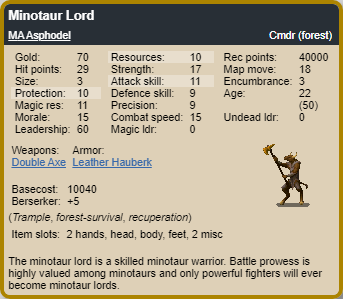 Minotaur Lord
MA Asphodel Cmdr (forest)
Gold: 70 Resources: 10 Rec points: 40000
Hit points: 29 Strength: 17 Map move: 18
Size: 3 Attack skill: 11 Encumbrance: 3
Protection: 10 Defence skill: 9 Age: 22
Magic res: 11 Precision: 9 (50)
Morale: 15 Combat speed: 15 Undead ldr: 0
Leadership: 60 Magic ldr: 0
Weapons: Armor:
Double Axe Leather Hauberk
Basecost: 10040
Berserker: +5
(Trample, forest-survival, recuperation)
Item slots: 2 hands, head, body, feet, 2 misc
The minotaur lord is a skilled minotaur warrior. Battle prowess is
highly valued among minotaurs and only powerful fighters will ever
become minotaur lords.